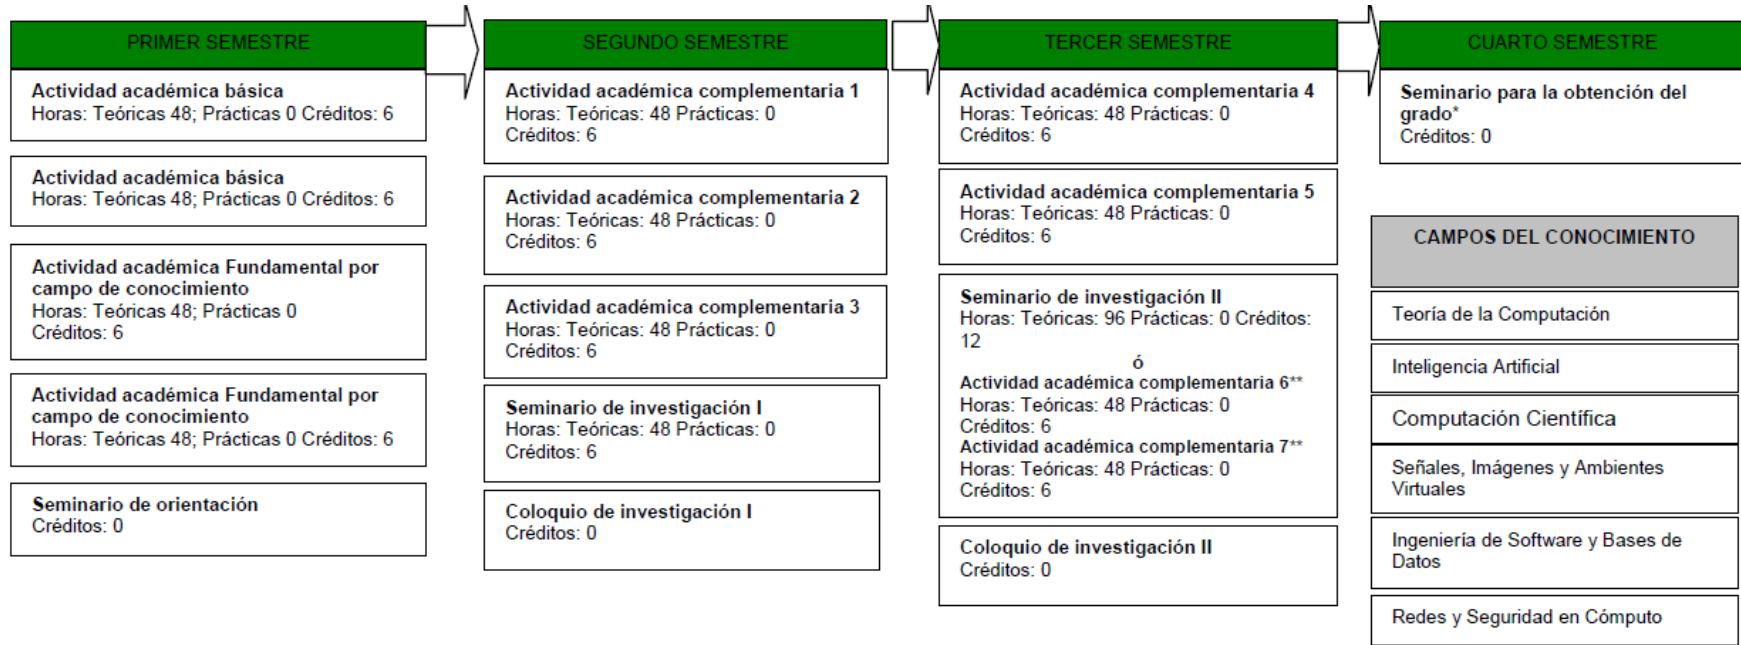 PRIMER SEMESTRE
Actividad académica básica
Horas: Teóricas 48; Prácticas 0 Créditos: 6
Actividad académica básica
Horas: Teóricas 48; Prácticas 0 Créditos: 6
Actividad académica Fundamental por
campo de conocimiento
Horas: Teóricas 48; Prácticas 0
Créditos: 6
Actividad académica Fundamental por
campo de conocimiento
Horas: Teóricas 48; Prácticas 0 Créditos: 6
Seminario de orientación
Créditos: 0
SEGUNDO SEMESTRE
Actividad académica complementaria 1
Horas: Teóricas: 48 Prácticas: 0
Créditos: 6
Actividad académica complementaria 2
Horas: Teóricas: 48 Prácticas: 0
Créditos: 6
Actividad académica complementaria 3
Horas: Teóricas: 48 Prácticas: 0
Créditos: 6
Seminario de investigación I
Horas: Teóricas: 48 Prácticas: 0
Créditos: 6
Coloquio de investigación I
Créditos: 0
TERCER SEMESTRE
Actividad académica complementaria 4
Horas: Teóricas: 48 Prácticas: 0
Créditos: 6
Actividad académica complementaria 5
Horas: Teóricas: 48 Prácticas: 0
Créditos: 6
Seminario de investigación II
Horas: Teóricas: 96 Prácticas: 0 Créditos:
12
ó
Actividad académica complementaria 6**
Horas: Teóricas: 48 Prácticas: 0
Créditos: 6
Actividad académica complementaria 7**
Horas: Teóricas: 48 Prácticas: 0
Créditos: 6
Coloquio de investigación II
Créditos: 0
CUARTO SEMESTRE
Seminario para la obtención del
grado*
Créditos: 0
CAMPOS DEL CONOCIMIENTO
Teoría de la Computación
Inteligencia Artificial
Computación Científica
Señales, Imágenes y Ambientes
Virtuales
Ingeniería de Software y Bases de
Datos
Redes y Seguridad en Cómputo